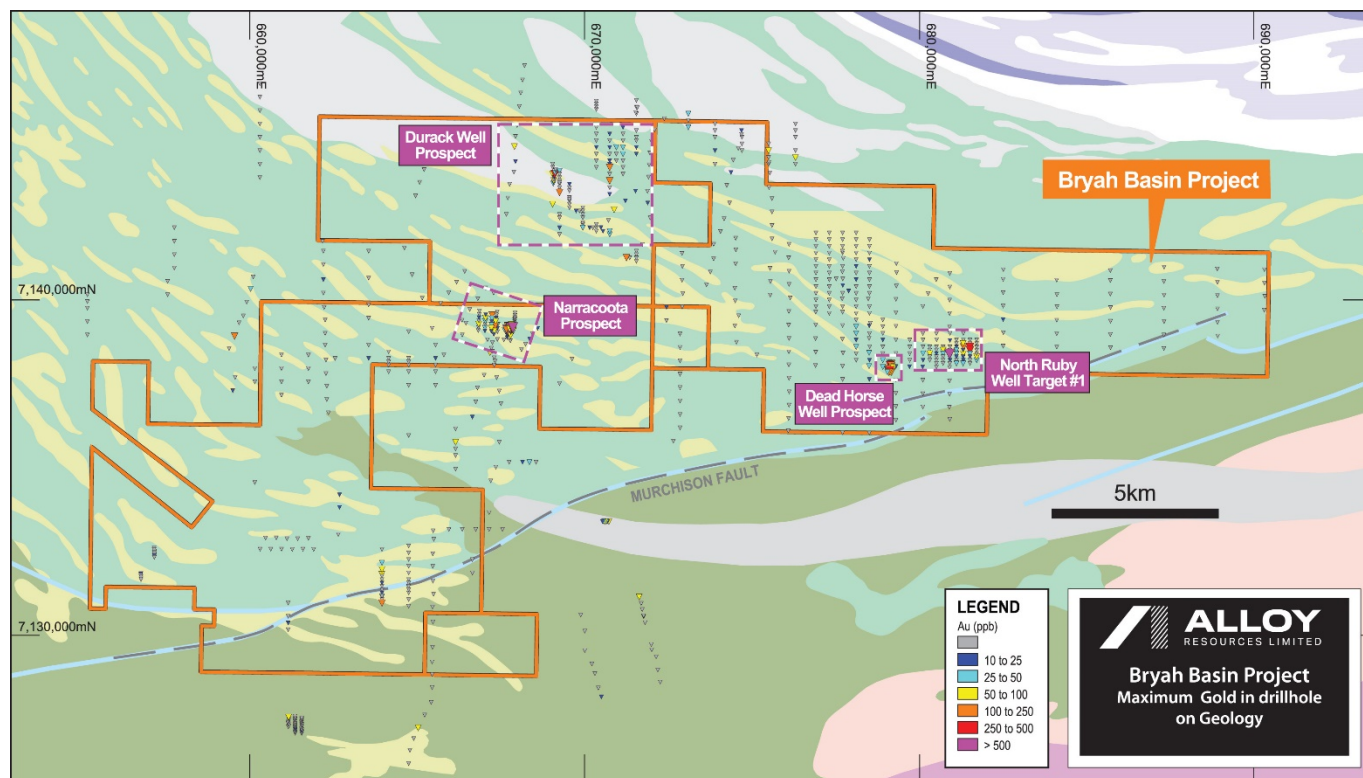 660,000mE
670,000mE
680,000mE
690,000mE
Durack Well
Prospect
Bryah Basin Project
7,140,000mN
Narracoota
Prospect
North Ruby
Well Target #1
Dead Horse
Well Prospect
MURCHISON FAULT
5km
7,130,000mN
LEGEND
Au (ppb)
10 to 25
25 to 50
50 to 100
100 to 250
250 to 500
> 500
ALLOY
RESOURCES LIMITED
Bryah Basin Project
Maximum Gold in drillhole
on Geology